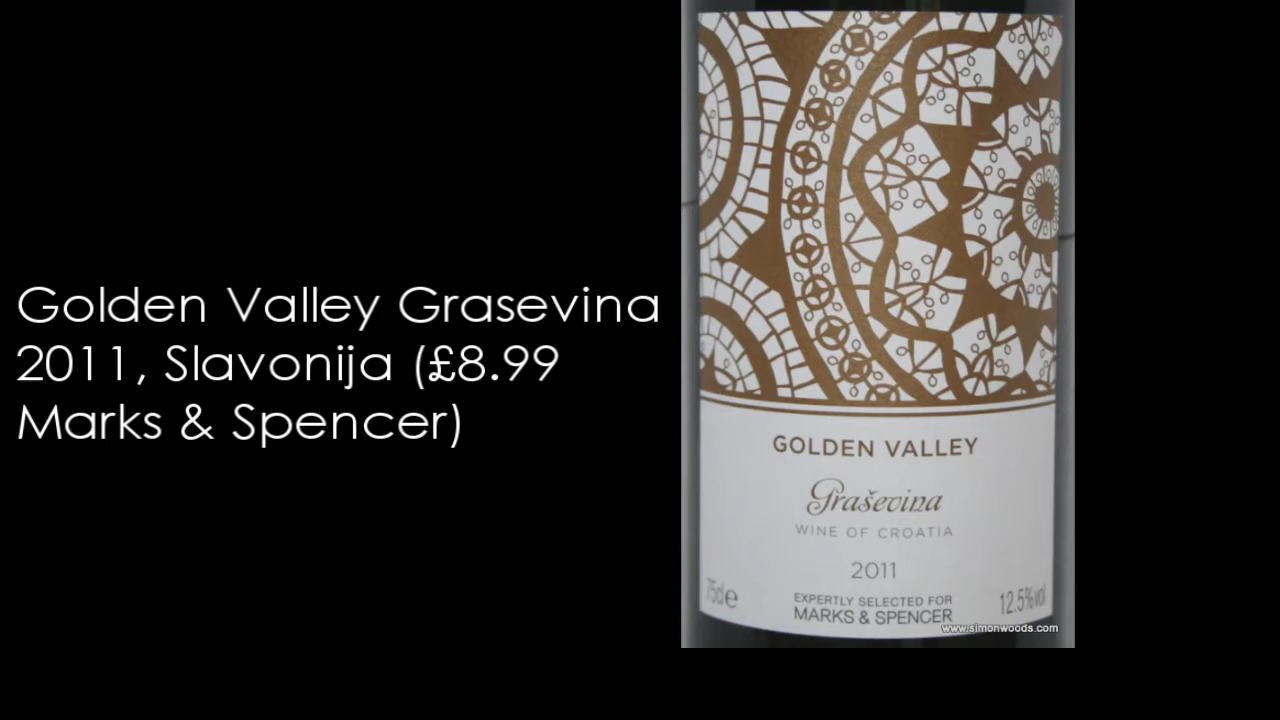 Golden Valley Grasevina
2011, Slavonija (£8.99
Marks & Spencer)
GOLDEN VALLEY
Graševina
WINE OF CROATIA
2011
75cl e
EXPERTLY SELECTED FOR
MARKS & SPENCER
12.5%vol
www.simonwoods.com